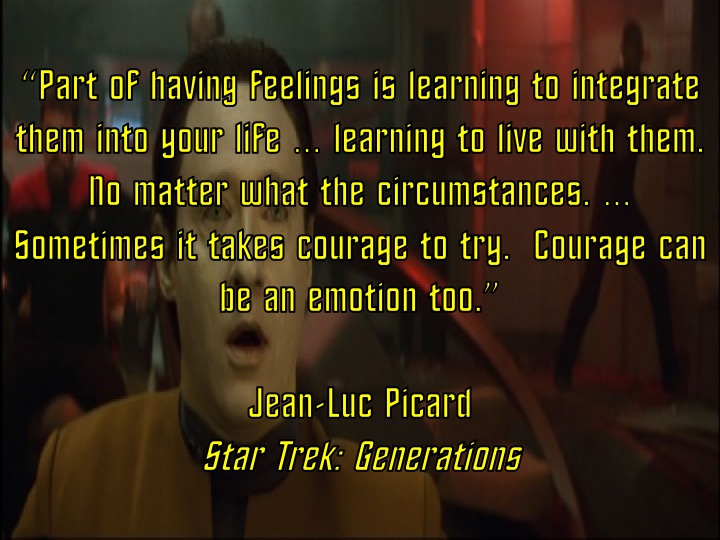 “Part of having feelings is learning to integrate
them into your life ... learning to live with them.
No matter what the circumstances. ...
Sometimes it takes courage to try.  Courage can
be an emotion too.”
Jean-Luc Picard
Star Trek: Generations